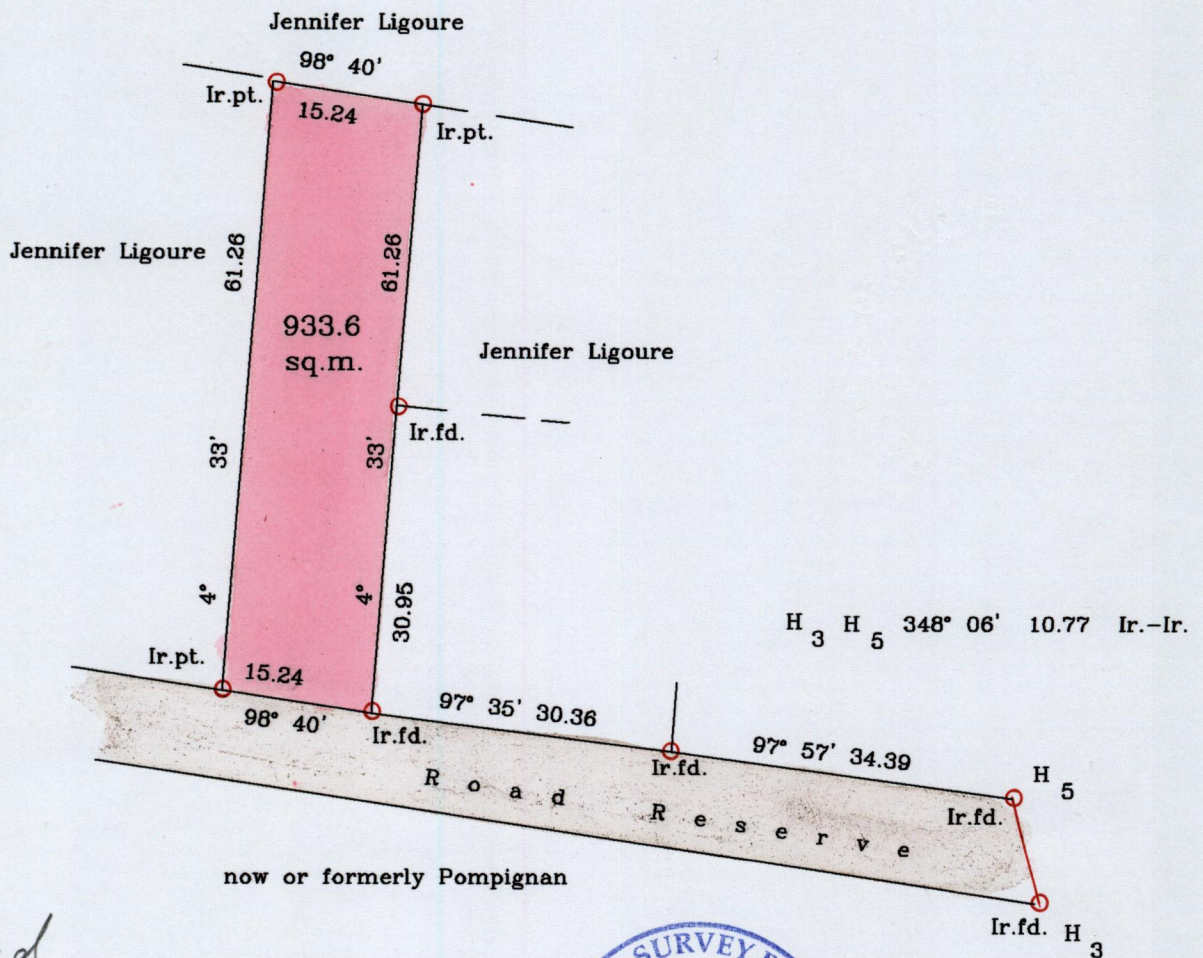 Jennifer Ligoure
98° 40'
Ir.pt.
15.24
Ir.pt.
Jennifer Ligoure
61.26
61.26
933.6
sq.m.
Jennifer Ligoure
Ir.fd.
33'
33'
4°
4°
30.95
H3 H5 348° 06' 10.77 Ir.-Ir.
Ir.pt.
15.24
98° 40'
Ir.fd.
97° 35' 30.36
Ir.fd.
97° 57' 34.39
H5
Ir.fd.
Road Reserve
now or formerly Pompignan
Ir.fd.
H3
SURVEY